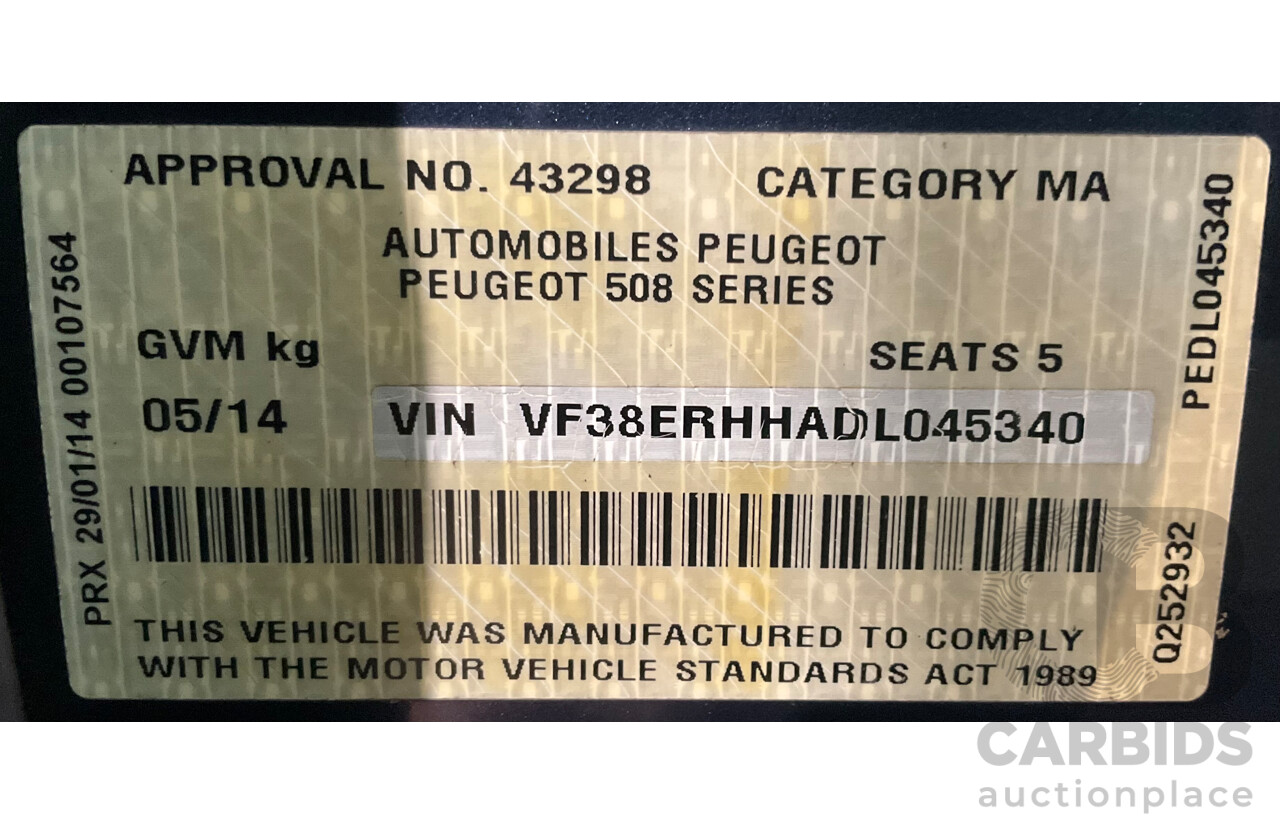 APPROVAL NO. 43298 CATEGORY MA
AUTOMOBILES PEUGEOT
PEUGEOT 508 SERIES
GVM kg SEATS 5
05/14 VIN VF38ERHHADL045340
THIS VEHICLE WAS MANUFACTURED TO COMPLY
WITH THE MOTOR VEHICLE STANDARDS ACT 1989
PRX 29/01/14 00107564
PEDL045340
Q252932
CARBIDS
auctionplace